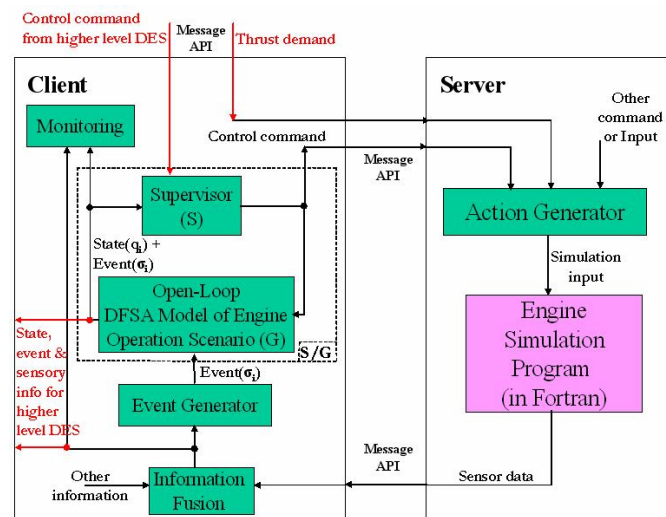 Control command
from higher level DES
Message
API
Thrust demand
Client
Server
Monitoring
Other
command
or Input
Control command
Message
API
Supervisor
(S)
Action Generator
State(qi) +
Event(σi)
Simulation
input
Open-Loop
DFSA Model of Engine
Operation Scenario (G)
S/G
Engine
Simulation
Program
(in Fortran)
State,
event &
sensory
info for
higher
level DES
Event(σi)
Event Generator
Message
API
Other
information
Information
Fusion
Sensor data